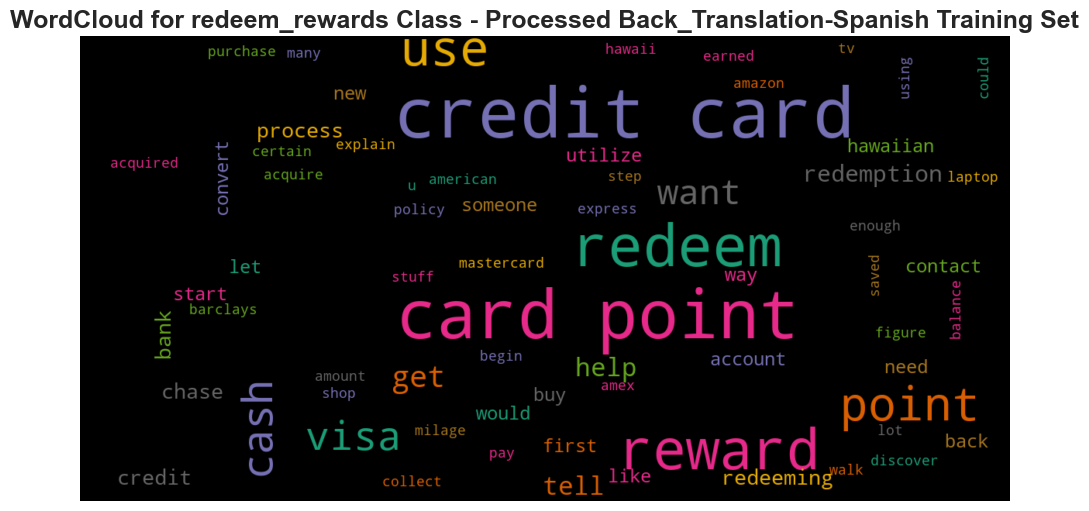 WordCloud for redeem_rewards Class - Processed Back_Translation-Spanish Training Set
purchase
many
use
hawaii
earned
tv
using
could
amazon
new
credit card
process
explain
certain
acquired
convert
acquire
utilize
hawaiian
u
american
step
want
redemption
laptop
policy
someone
express
enough
redeem
let
mastercard
stuff
way
saved
contact
start
barclays
card point
balance
bank
figure
begin
help
account
need
amount
get
chase
shop
amex
buy
cash
point
would
visa
milage
first
reward
lot
back
pay
discover
credit
collect
tell
like
redeeming
walk